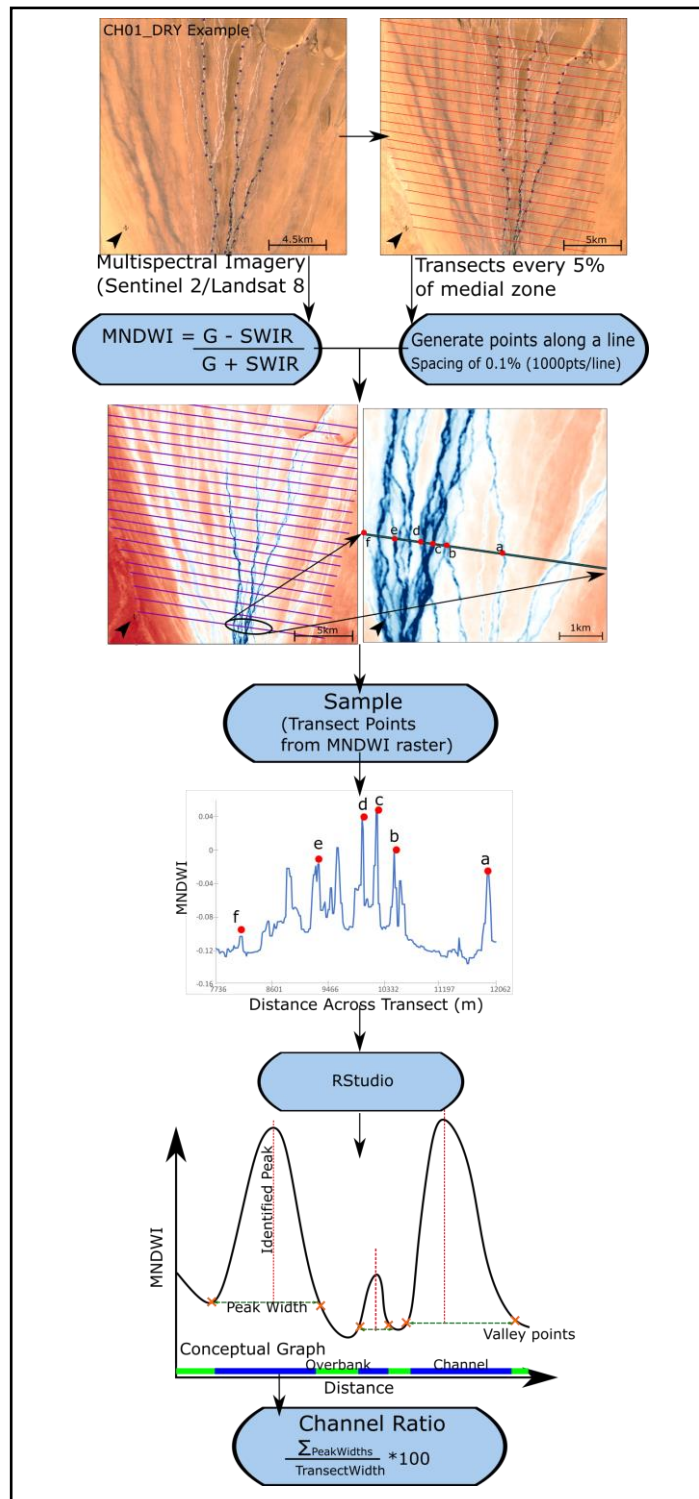 CH01_DRY Example
4.5km
5km
Multispectral Imagery
(Sentinel 2/Landsat 8
Transects every 5%
of medial zone
MNDWI = G - SWIR
G + SWIR
Generate points along a line
Spacing of 0.1% (1000pts/line)
f e d c b a
5km
1km
Sample
(Transect Points
from MNDWI raster)
0.04
0
-0.04
-0.08
-0.12
-0.16
MNDWI
f
e
d
c
b
a
7736 8601 9466 10332 11197 12062
Distance Across Transect (m)
RStudio
MNDWI
Identified Peak
Peak Width
Valley points
Conceptual Graph
Overbank
Channel
Distance
Channel Ratio
∑PeakWidths
TransectWidth
*100